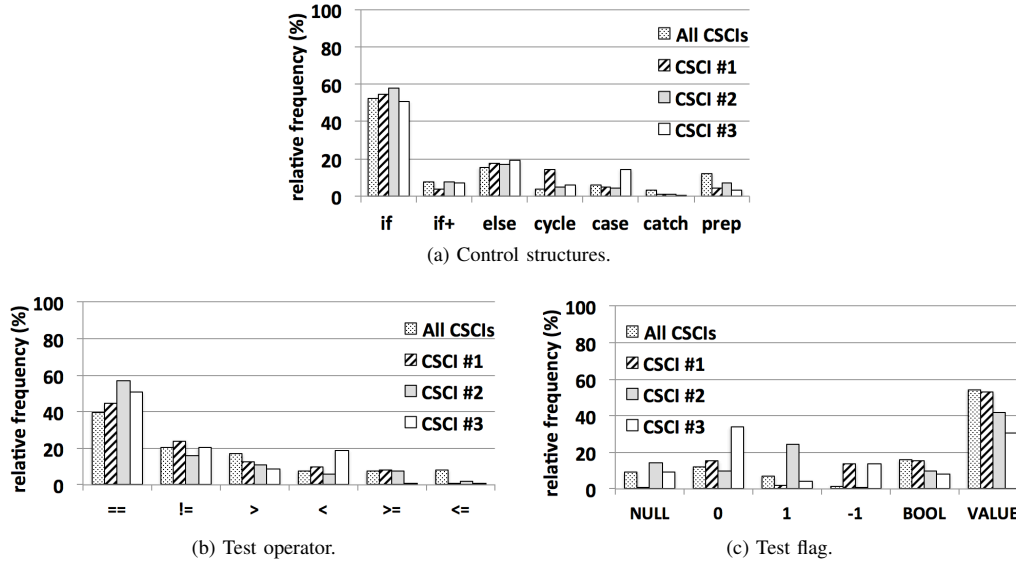 relative frequency (%)
100
80
60
40
20
0
All CSCIs
CSCI #1
CSCI #2
CSCI #3
if if+ else cycle case catch prep
(a) Control structures.
relative frequency (%)
100
80
60
40
20
0
All CSCIs
CSCI #1
CSCI #2
CSCI #3
== != > < >= <=
(b) Test operator.
relative frequency (%)
100
80
60
40
20
0
All CSCIs
CSCI #1
CSCI #2
CSCI #3
NULL 0 1 -1 BOOL VALUE
(c) Test flag.